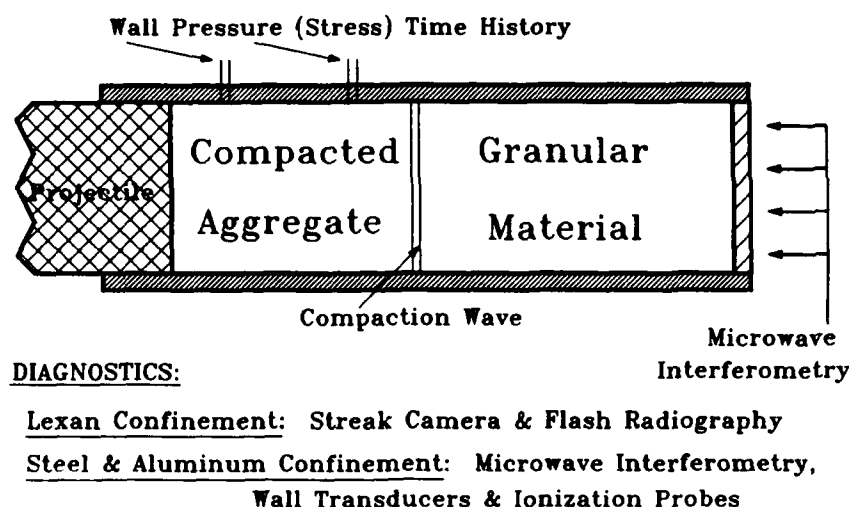 Wall Pressure (Stress) Time History
Compacted
Aggregate
Granular
Material
Projectile
Compaction Wave
Microwave
Interferometry
DIAGNOSTICS:
Lexan Confinement: Streak Camera & Flash Radiography
Steel & Aluminum Confinement: Microwave Interferometry,
Wall Transducers & Ionization Probes